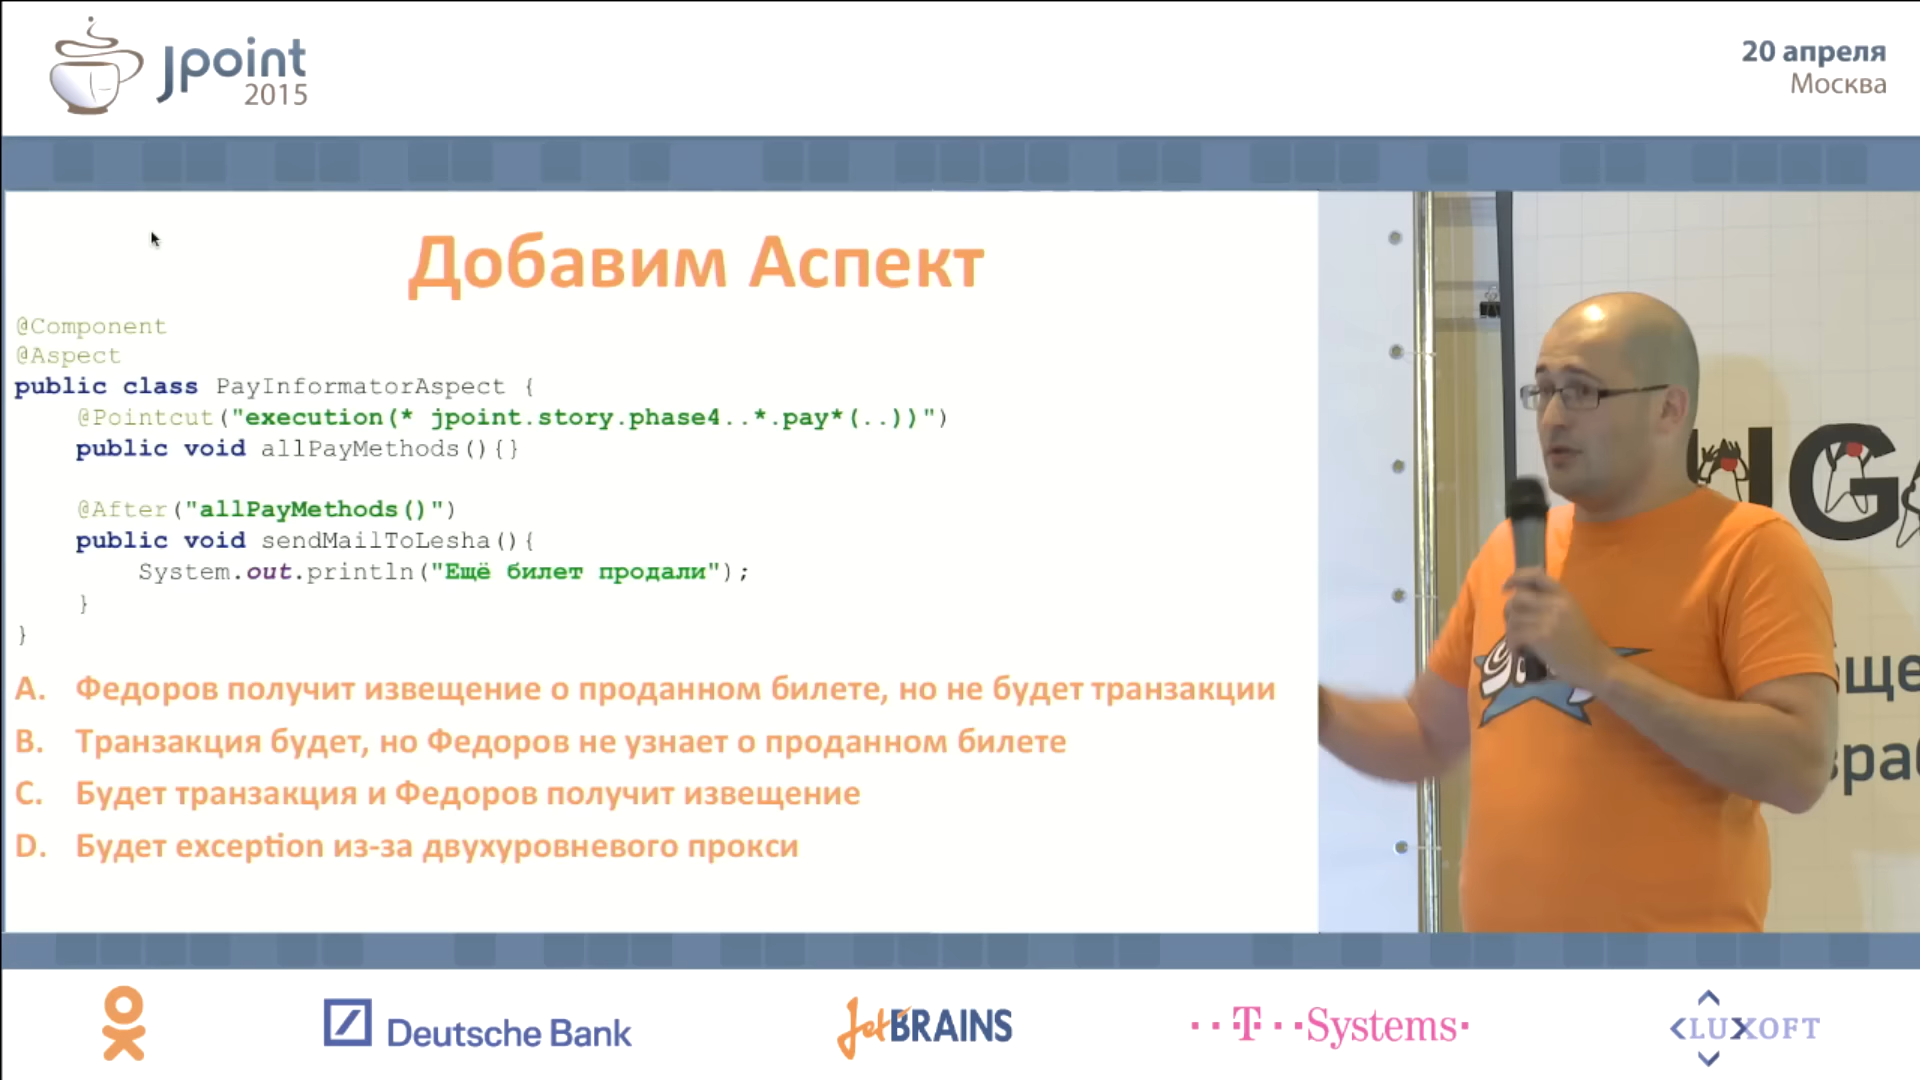 Jpoint
2015
20 апреля
Москва
Добавим Аспект
@Component
@Aspect
public class PayInformatorAspect {
@Pointcut("execution(* jpoint.story.phase4..*.pay*(..))")
public void allPayMethods(){}
@After("allPayMethods()")
public void sendMailToLesha(){
System.out.println("Ещё билет продали");
}
}
A. Федоров получит извещение о проданном билете, но не будет транзакции
B. Транзакция будет, но Федоров не узнает о проданном билете
C. Будет транзакция и Федоров получит извещение
D. Будет exception из-за двухуровневого прокси
Deutsche Bank
JetBRAINS
··T··Systems·
LUXOFT